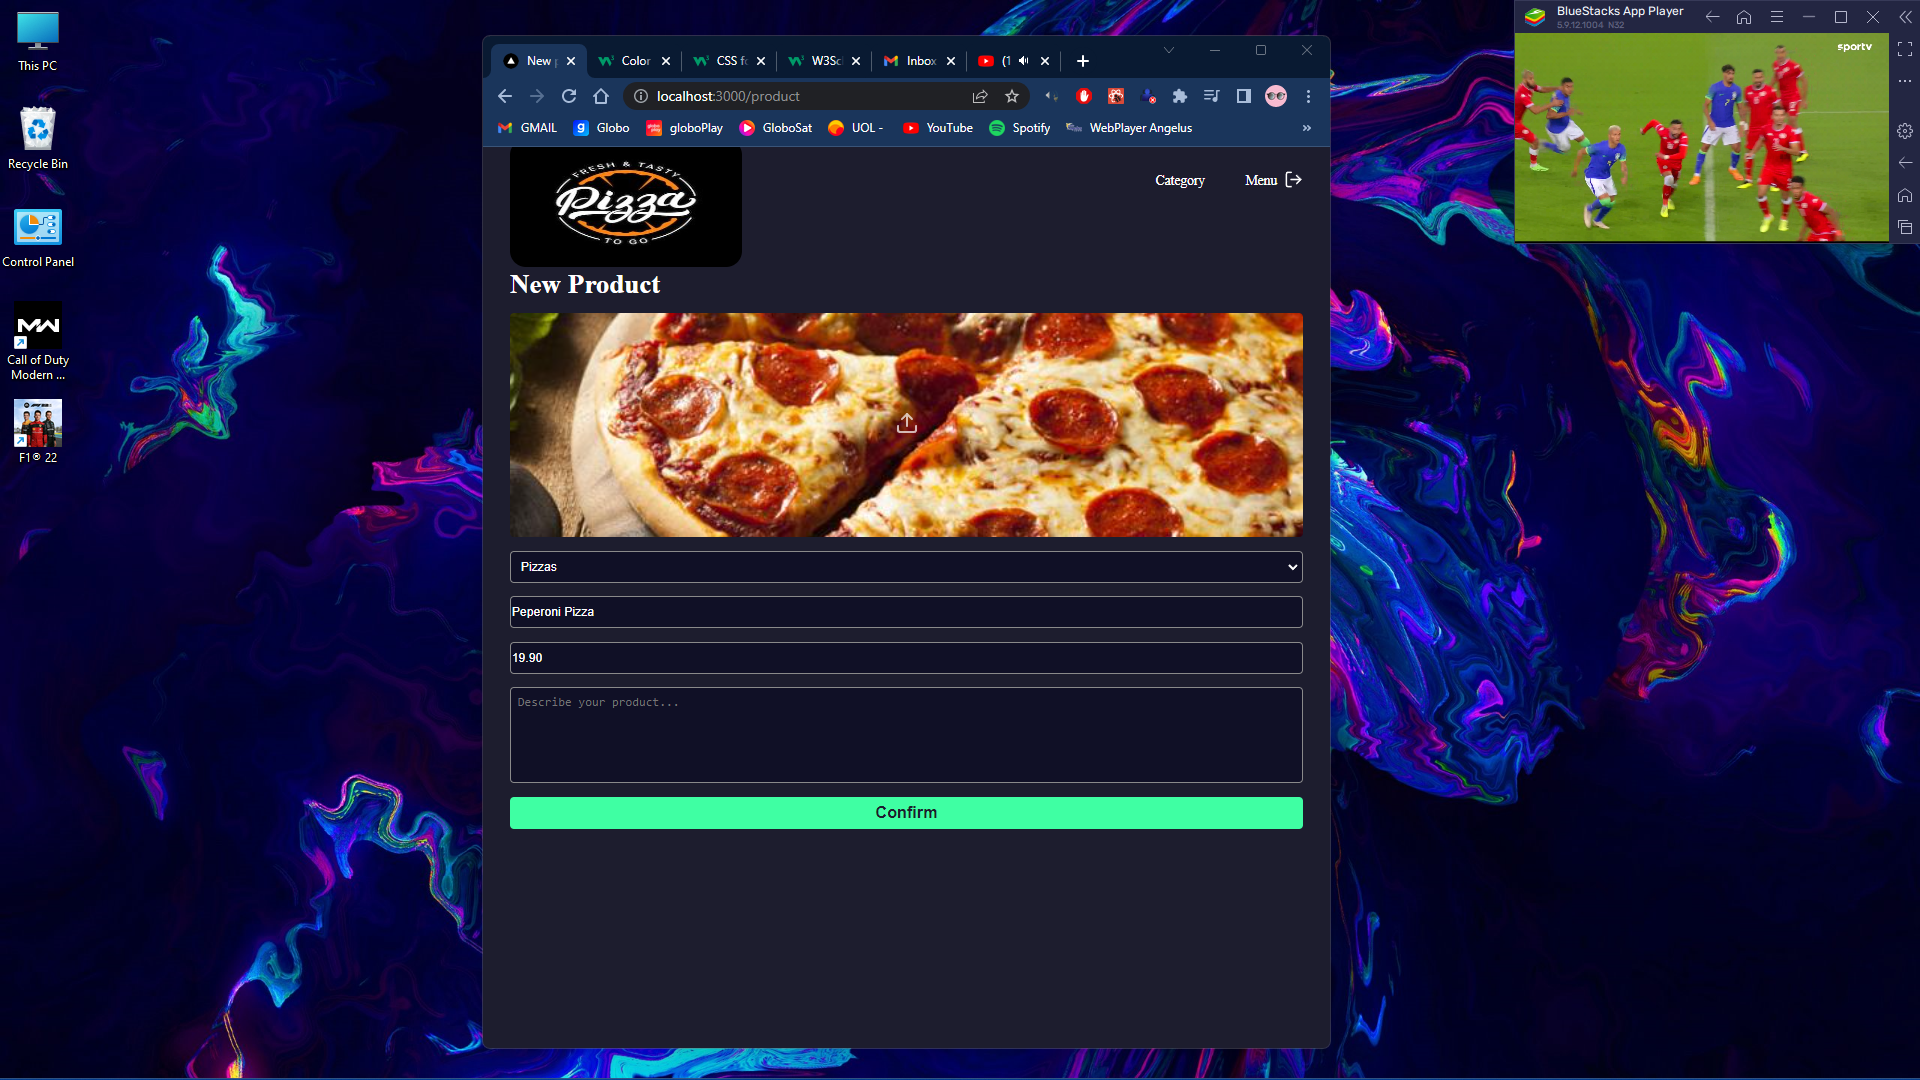 This PC
Recycle Bin
Control Panel
Call of Duty
Modern ...
F1® 22
New
Color
CSS fo
W3Sc
Inbox
(1
localhost:3000/product
GMAIL
Globo
globoPlay
GloboSat
UOL -
YouTube
Spotify
WebPlayer Angelus
»
FRESH & TASTY
Pizza
TO GO
Category
Menu
New Product
Pizzas
Peperoni Pizza
19.90
Describe your product...
Confirm
BlueStacks App Player
5.9.12.1004 N32
sportv